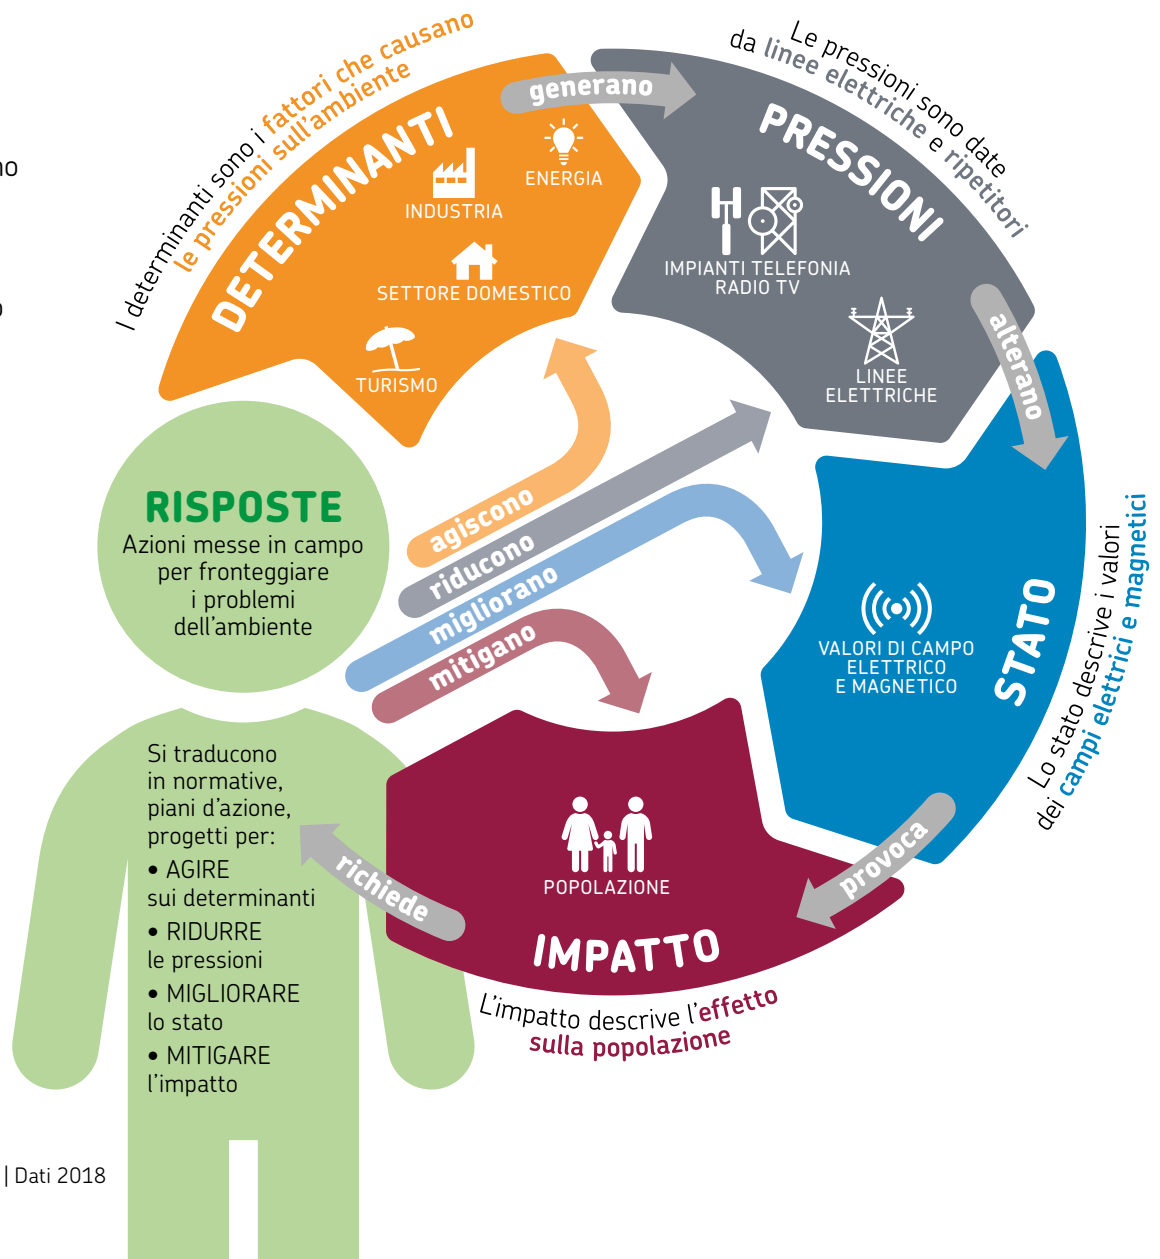 I determinanti sono i fattori che causano
le pressioni sull'ambiente
DETERMINANTI
ENERGIA
INDUSTRIA
SETTORE DOMESTICO
TURISMO
generano
Le pressioni sono date
da linee elettriche e ripetitori
PRESSIONI
IMPIANTI TELEFONIA
RADIO TV
LINEE
ELETTRICHE
alterano
STATO
VALORI DI CAMPO
ELETTRICO
E MAGNETICO
Lo stato descrive i valori
dei campi elettrici e magnetici
provoca
POPOLAZIONE
IMPATTO
L'impatto descrive l'effetto
sulla popolazione
richiede
RISPOSTE
Azioni messe in campo
per fronteggiare
i problemi
dell'ambiente
agiscono
riducono
migliorano
mitigano
Si traducono
in normative,
piani d'azione,
progetti per:
• AGIRE
sui determinanti
• RIDURRE
le pressioni
• MIGLIORARE
lo stato
• MITIGARE
l'impatto
| Dati 2018